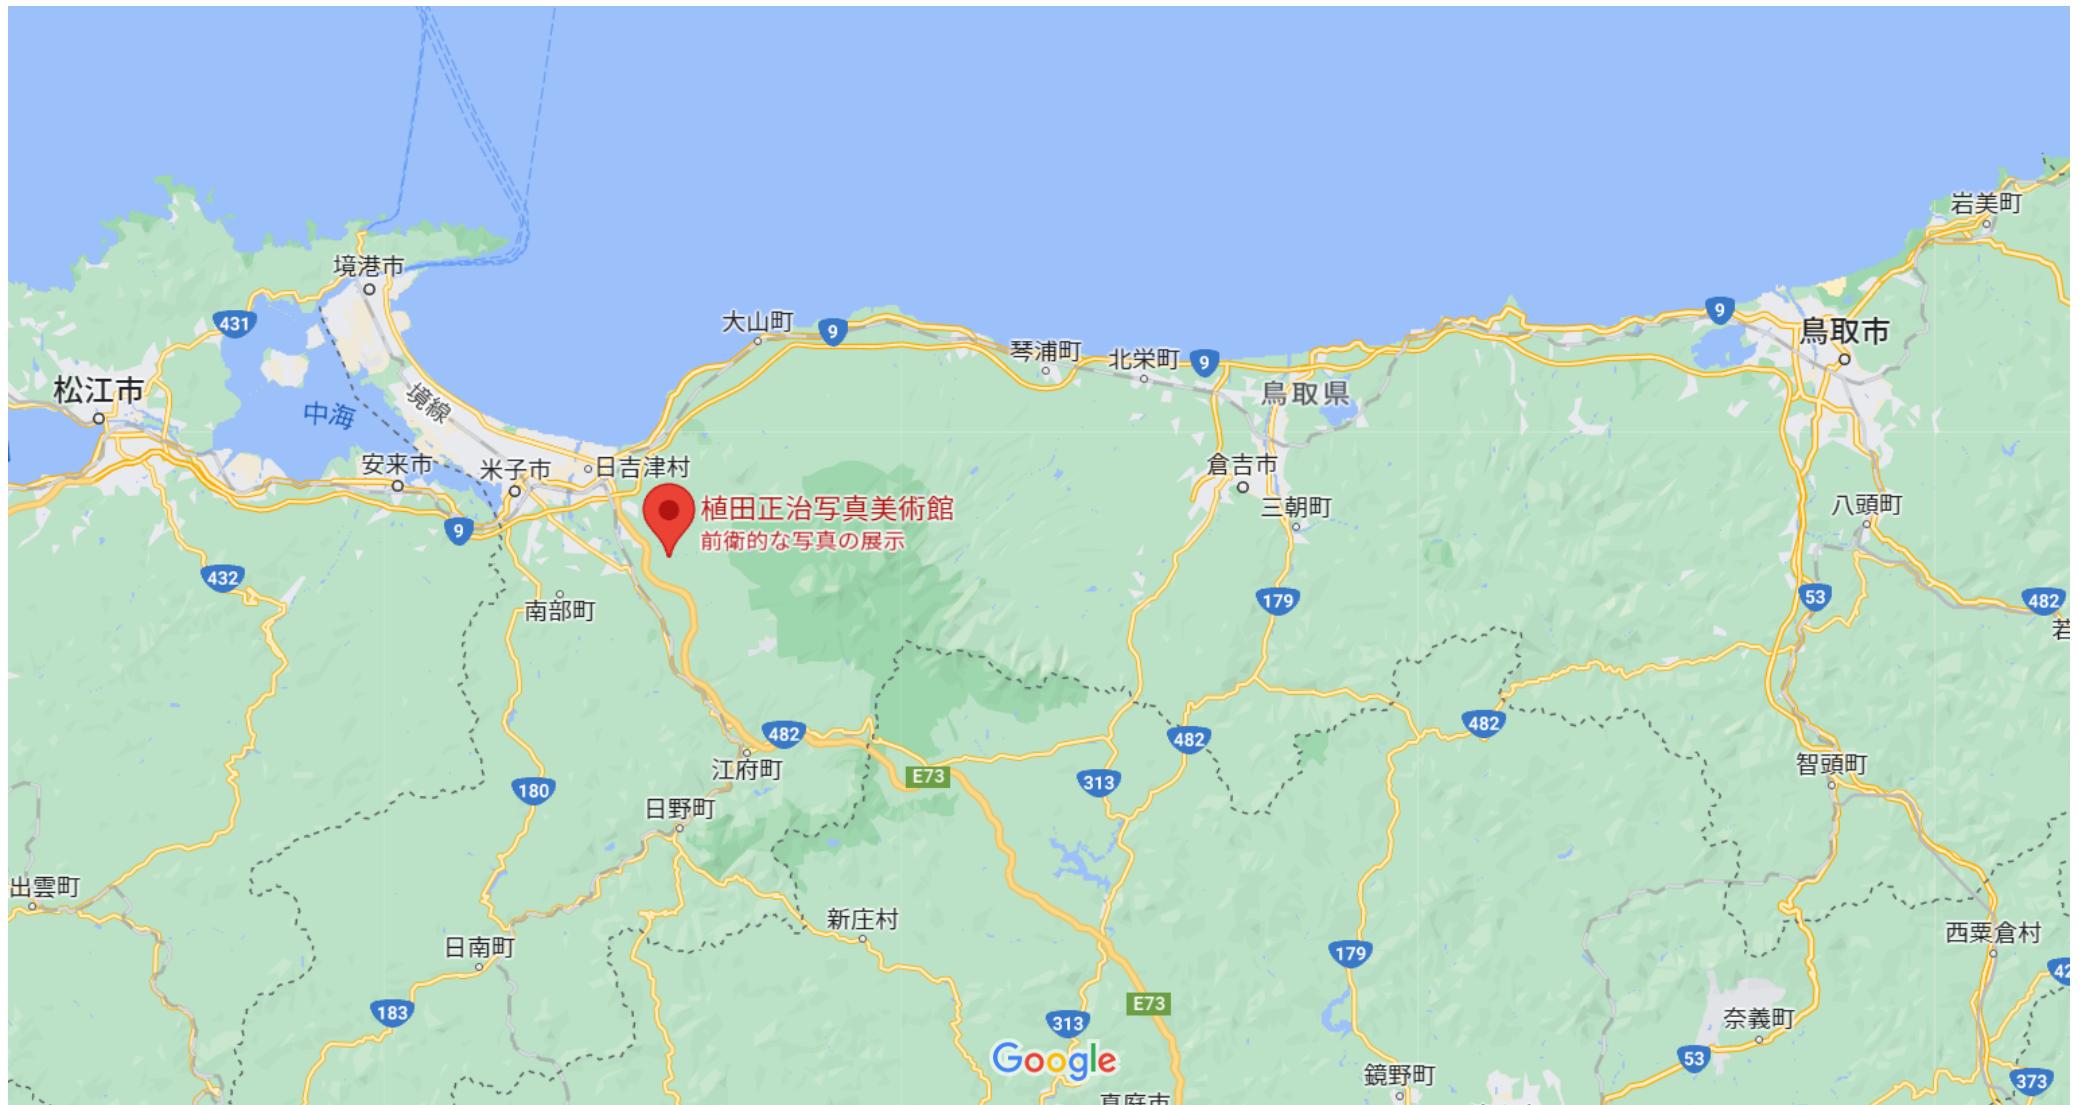 岩美町
境港市
431
大山町
9
9
鳥取市
琴浦町
北栄町
9
松江市
境線
鳥取県
中海
安来市
米子市
日吉津村
倉吉市
植田正治写真美術館
前衛的な写真の展示
三朝町
八頭町
9
432
南部町
179
53
482
若
482
482
482
江府町
E73
313
智頭町
180
日野町
出雲町
新庄村
日南町
西粟倉村
179
42
183
E73
313
奈義町
Google
53
鏡野町
373
真庭市